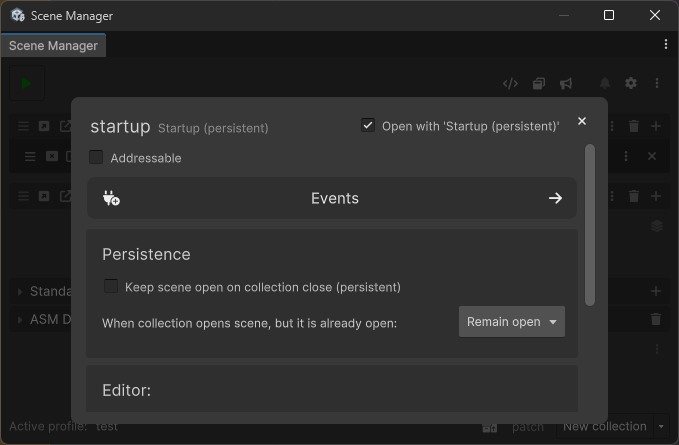 Scene Manager
Scene Manager
startup Startup (persistent)
Open with 'Startup (persistent)'
Addressable
Events
Persistence
Keep scene open on collection close (persistent)
When collection opens scene, but it is already open:
Remain open
Standa
ASM D
Editor:
Active profile: test
patch
New collection